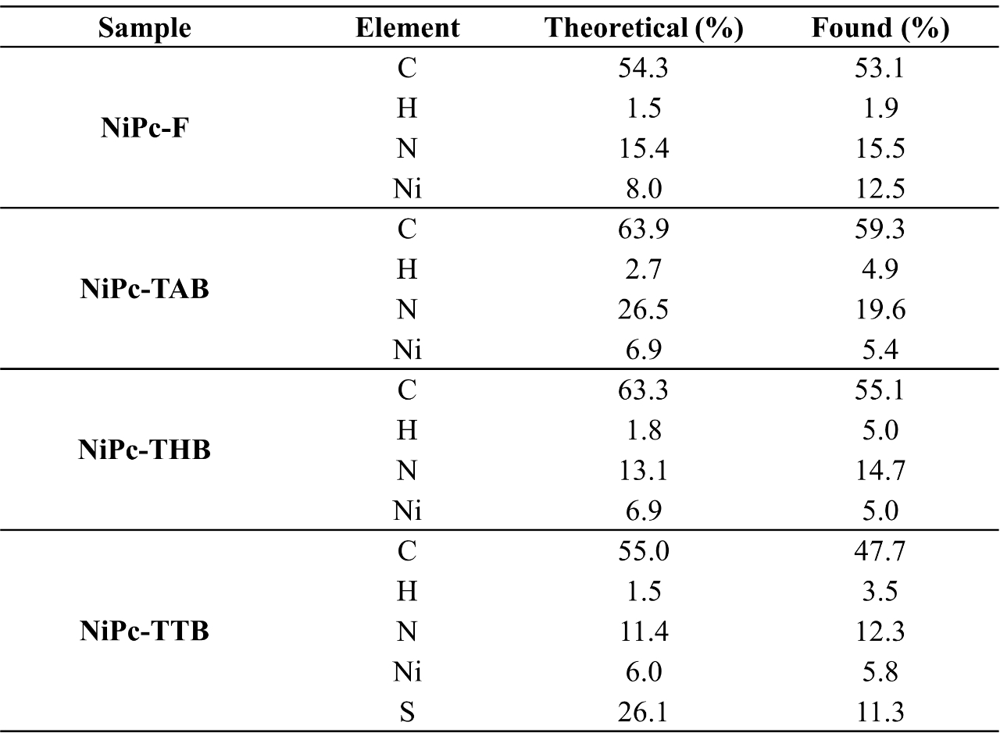 Sample Element Theoretical (%) Found (%)
C 54.3 53.1
H 1.5 1.9
NiPc-F
N 15.4 15.5
Ni 8.0 12.5
C 63.9 59.3
H 2.7 4.9
NiPc-TAB
N 26.5 19.6
Ni 6.9 5.4
C 63.3 55.1
H 1.8 5.0
NiPc-THB
N 13.1 14.7
Ni 6.9 5.0
C 55.0 47.7
H 1.5 3.5
NiPc-TTB N 11.4 12.3
Ni 6.0 5.8
S 26.1 11.3